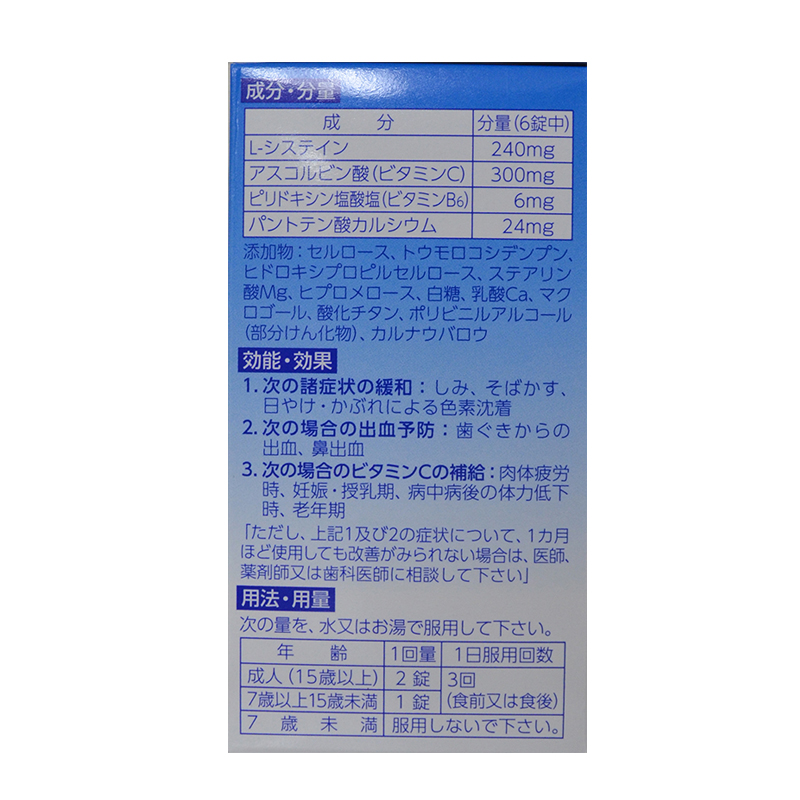 成分・分量
成 分 分量(6錠中)
L-システイン 240mg
アスコルビン酸(ビタミンC) 300mg
ピリドキシン塩酸塩(ビタミンB6) 6mg
パントテン酸カルシウム 24mg
添加物：セルロース、トウモロコシデンプン、
ヒドロキシプロピルセルロース、ステアリン
酸Mg、ヒプロメロース、白糖、乳酸Ca、マク
ロゴール、酸化チタン、ポリビニルアルコール
(部分けん化物)、カルナウバロウ
効能・効果
1. 次の諸症状の緩和：しみ、そばかす、
日やけ・かぶれによる色素沈着
2. 次の場合の出血予防：歯ぐきからの
出血、鼻出血
3. 次の場合のビタミンCの補給：肉体疲労
時、妊娠・授乳期、病中病後の体力低下
時、老年期
「ただし、上記1及び2の症状について、1カ月
ほど使用しても改善がみられない場合は、医師、
薬剤師又は歯科医師に相談して下さい」
用法・用量
次の量を、水又はお湯で服用して下さい。
年 齢 1回量 1日服用回数
成人(15歳以上) 2錠 3回
7歳以上15歳未満 1錠 (食前又は食後)
7歳未満 服用しないで下さい。